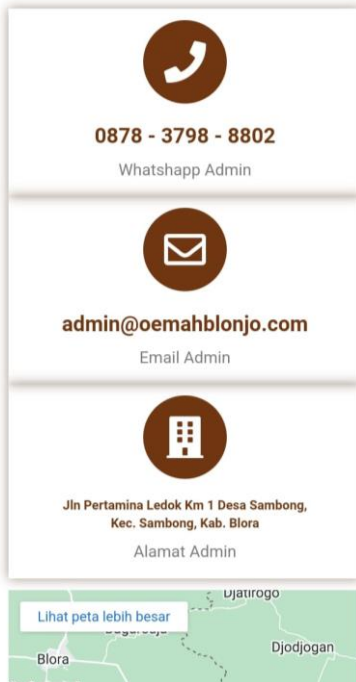 0878 - 3798 - 8802
Whatshapp Admin
admin@oemahblonjo.com
Email Admin
Jln Pertamina Ledok Km 1 Desa Sambong,
Kec. Sambong, Kab. Blora
Alamat Admin
Djatirogo
Lihat peta lebih besar
Djodjogan
Blora